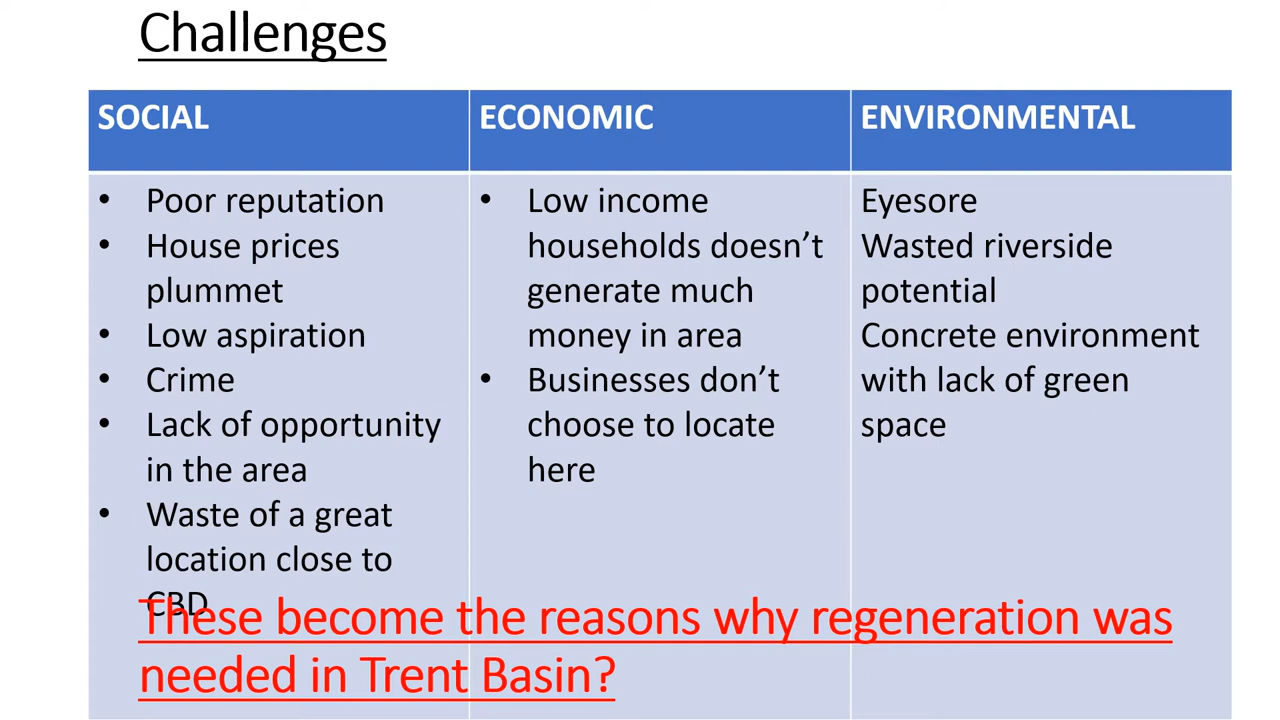 Challenges
SOCIAL
• Poor reputation
• House prices
plummet
• Low aspiration
• Crime
• Lack of opportunity
in the area
• Waste of a great
location close to
CBD
ECONOMIC
• Low income
households doesn’t
generate much
money in area
• Businesses don’t
choose to locate
here
ENVIRONMENTAL
Eyesore
Wasted riverside
potential
Concrete environment
with lack of green
space
These become the reasons why regeneration was
needed in Trent Basin?